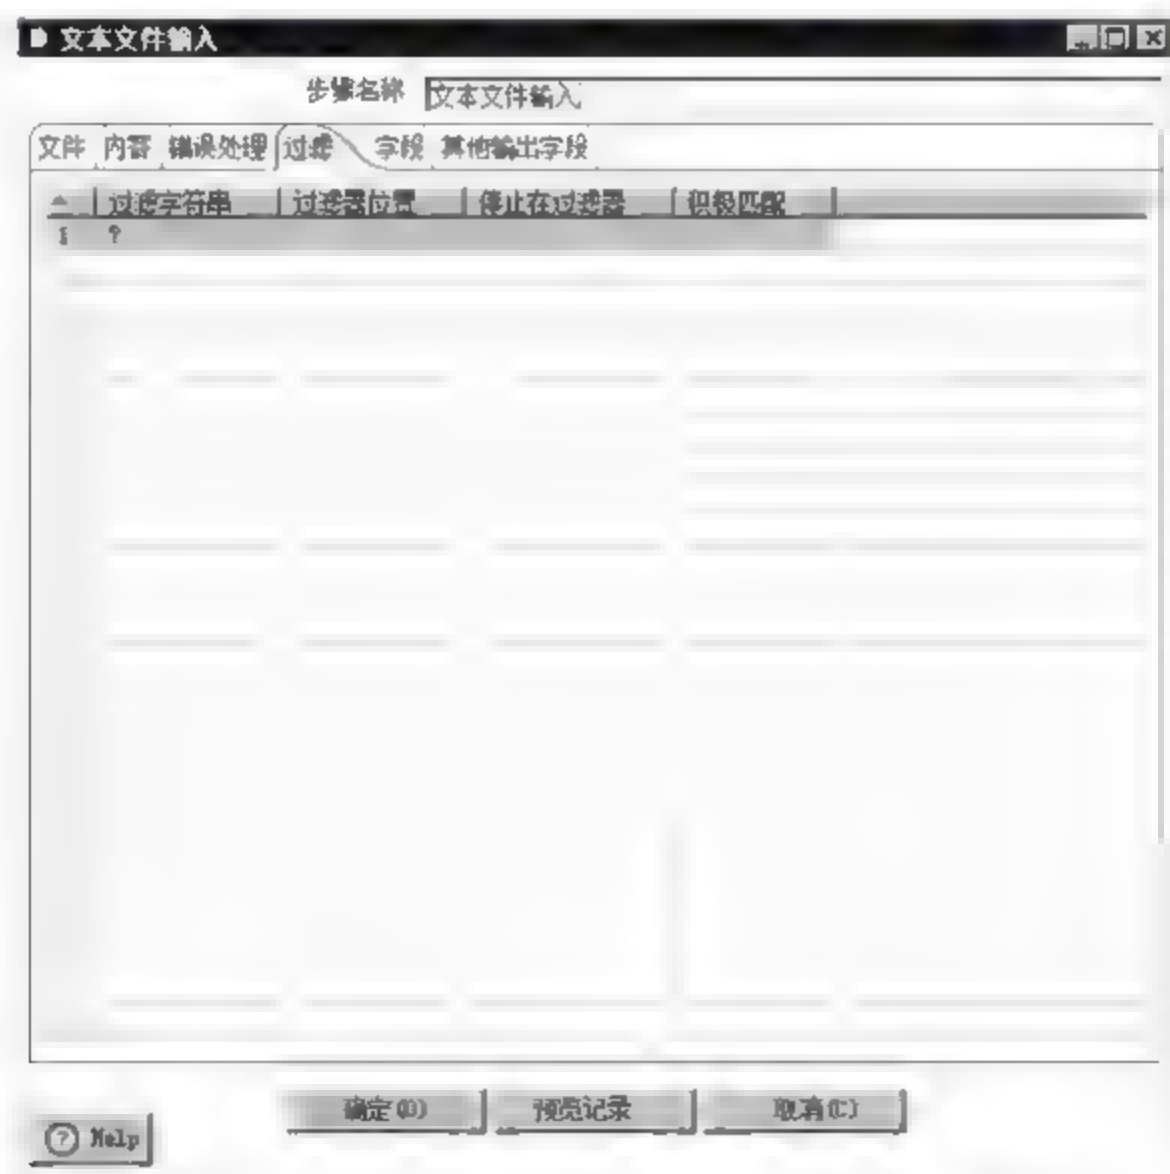 文本文件输入
步骤名称 文本文件输入
文件 内容 错误处理 过滤 字段 其他输出字段
过滤字符串 过滤器位置 停止在过滤器 积极匹配
1 ?
确定(O) 预览记录 取消(C)
Help